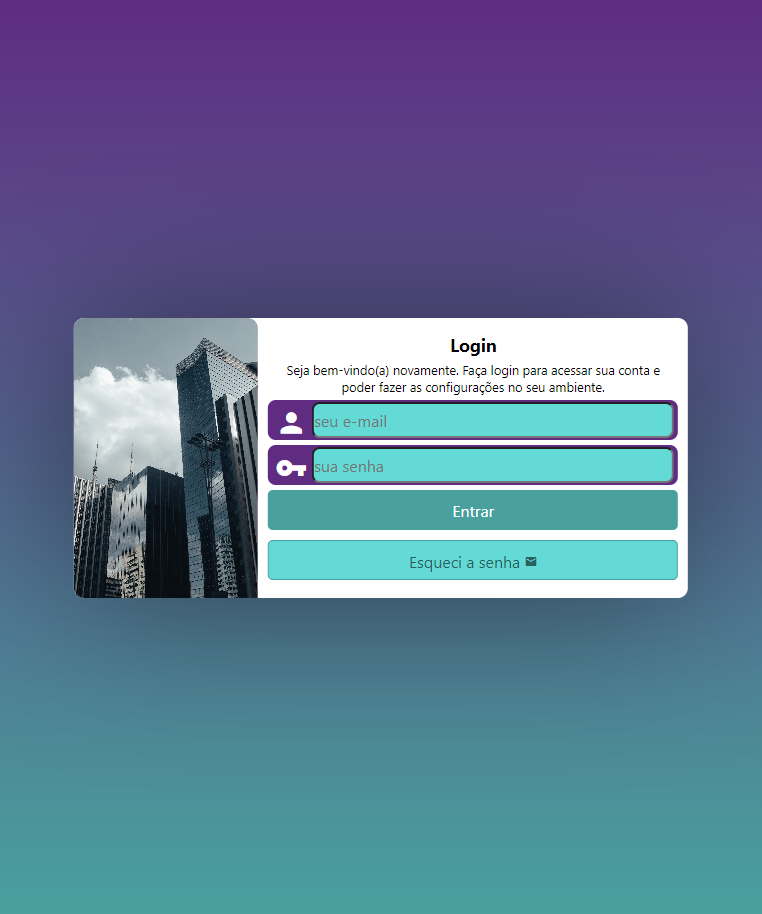 Login
Seja bem-vindo(a) novamente. Faça login para acessar sua conta e
poder fazer as configurações no seu ambiente.
seu e-mail
sua senha
Entrar
Esqueci a senha